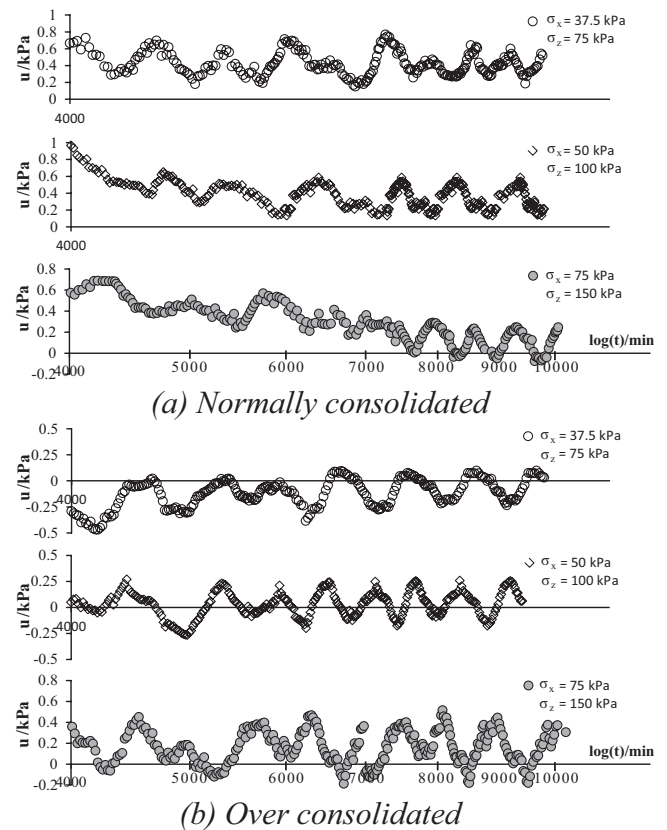 1
0.8
0.6
0.4
0.2
0
u/kPa
4000
σx = 37.5 kPa
σz = 75 kPa
1
0.8
0.6
0.4
0.2
0
u/kPa
4000
σx = 50 kPa
σz = 100 kPa
0.8
0.6
0.4
0.2
0
-0.2
u/kPa
σx = 75 kPa
σz = 150 kPa
log(t)/min
4000 5000 6000 7000 8000 9000 10000
(a) Normally consolidated
0.5
0.25
0
-0.25
-0.5
u/kPa
4000
σx = 37.5 kPa
σz = 75 kPa
0.5
0.25
0
-0.25
-0.5
u/kPa
4000
σx = 50 kPa
σz = 100 kPa
0.8
0.6
0.4
0.2
0
0.2
u/kPa
σx = 75 kPa
σz = 150 kPa
log(t)/min
4000 5000 6000 7000 8000 9000 10000
(b) Over consolidated